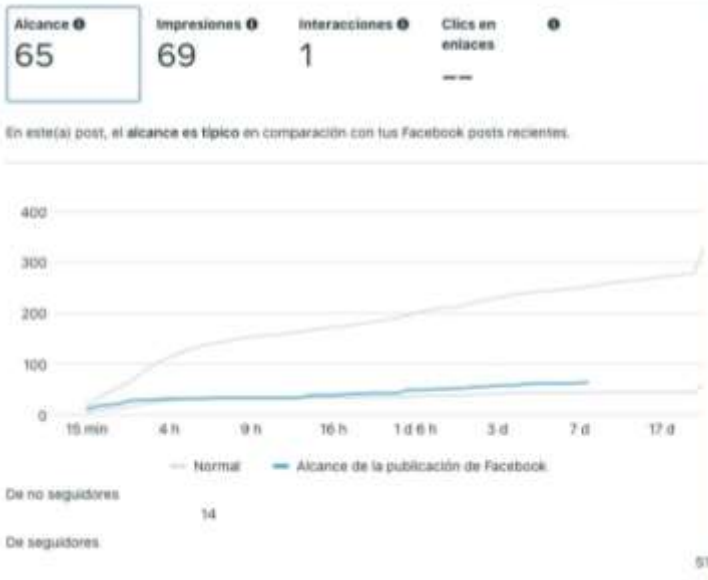 Alcance
Impresiones
Interacciones
Clics en
enlaces
65
69
1
--
En este(a) post, el alcance es típico en comparación con tus Facebook posts recientes.
400
300
200
100
0
15 min
4 h
9 h
16 h
1 d 6 h
3 d
7 d
17 d
Normal
Alcance de la publicación de Facebook
De no seguidores
14
De seguidores
51